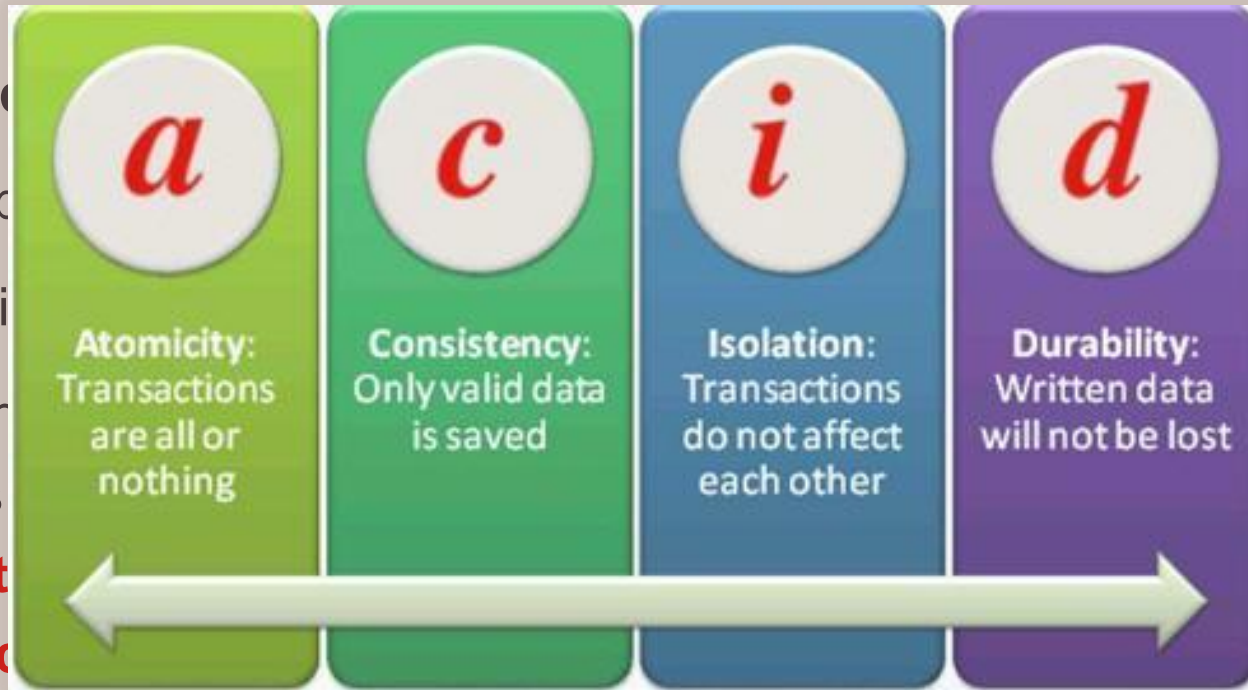 a
Atomicity:
Transactions
are all or
nothing
c
Consistency:
Only valid data
is saved
i
Isolation:
Transactions
do not affect
each other
d
Durability:
Written data
will not be lost